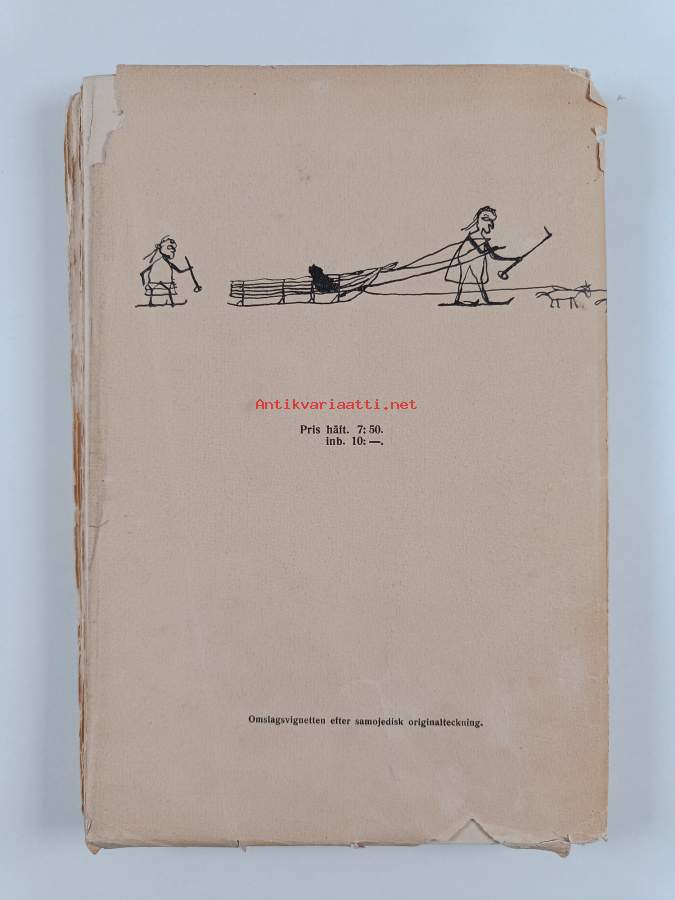 Antikvariaatti.net
Pris häft. 7: 50.
inb. 10: —.
Omslagsvignetten efter samojedisk originalteckning.